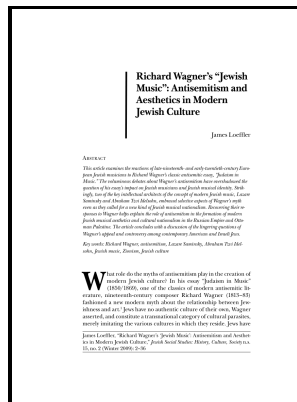 Richard Wagner's "Jewish
Music": Antisemitism and
Aesthetics in Modern
Jewish Culture
James Loeffler
ABSTRACT
This article examines the reactions of late-nineteenth- and early-twentieth-century Euro-
pean Jewish musicians to Richard Wagner's classic antisemitic essay, "Judaism in
Music." The voluminous debates about Wagner's antisemitism have overshadowed the
question of his essay's impact on Jewish musicians and Jewish musical identity. Strik-
ingly, two of the key intellectual architects of the concept of modern Jewish music, Lazare
Saminsky and Abraham Tzvi Idelsohn, embraced selective aspects of Wagner's myth
even as they called for a new kind of Jewish musical nationalism. Recovering their re-
sponses to Wagner helps explain the role of antisemitism in the formation of modern
Jewish musical aesthetics and cultural nationalism in the Russian Empire and Otto-
man Palestine. The article concludes with a discussion of the lingering questions of
Wagner's appeal and controversy among contemporary American and Israeli Jews.
Key words: Richard Wagner, antisemitism, Lazare Saminsky, Abraham Tzvi Idel-
sohn, Jewish music, Zionism, Jewish culture
What role do the myths of antisemitism play in the creation of
modern Jewish culture? In his essay "Judaism in Music"
(1850/1869), one of the classics of modern antisemitic lit-
erature, nineteenth-century composer Richard Wagner (1813–83)
fashioned a new modern myth about the relationship between Jew-
ishness and art.¹ Jews have no authentic culture of their own, Wagner
asserted, and constitute a transnational category of cultural parasites,
merely imitating the various cultures in which they reside. Jews have
James Loeffler, "Richard Wagner's 'Jewish Music': Antisemitism and Aesthet-
ics in Modern Jewish Culture," Jewish Social Studies: History, Culture, Society n.s.
15, no. 2 (Winter 2009): 2–36